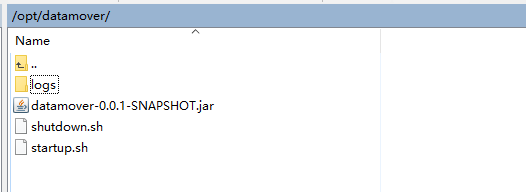 /opt/datamover/
Name
..
logs
datamover-0.0.1-SNAPSHOT.jar
shutdown.sh
startup.sh